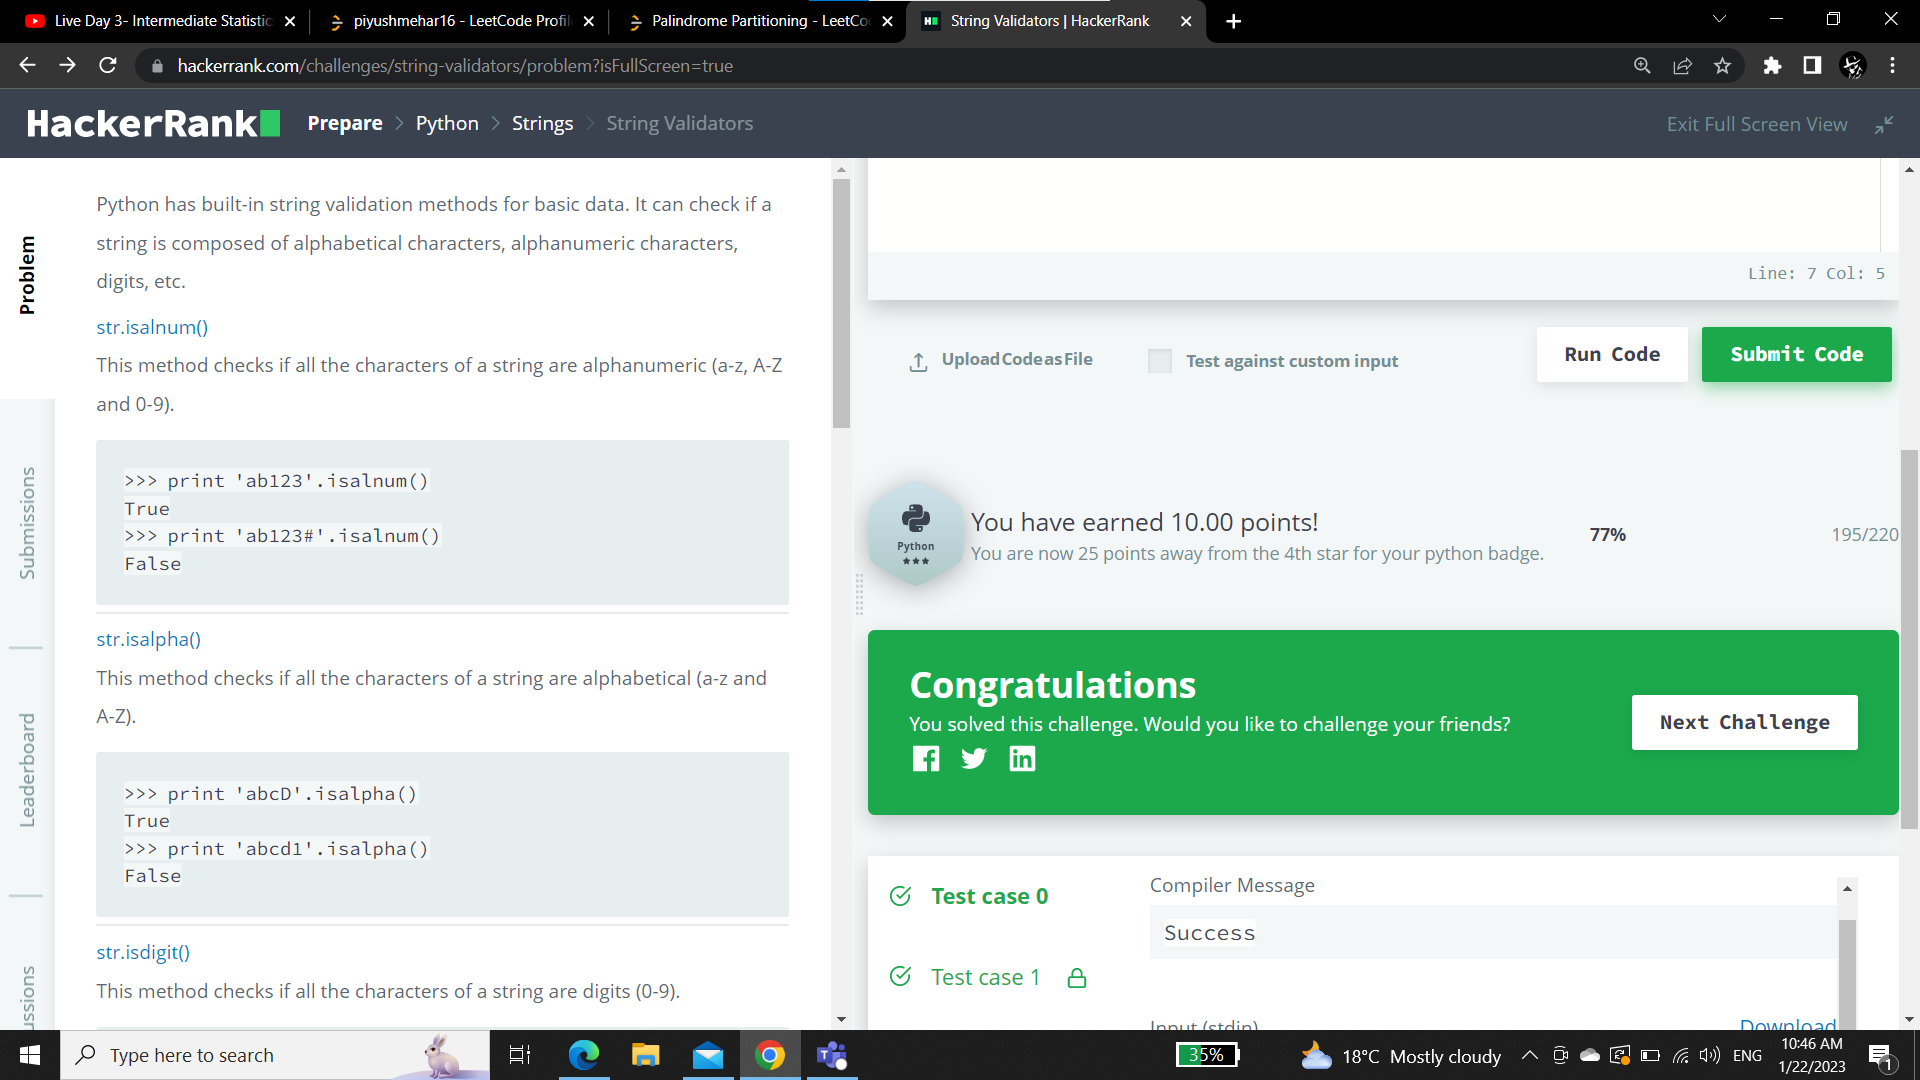 Live Day 3- Intermediate Statistic
piyushmehar16 - LeetCode Profil
Palindrome Partitioning - LeetCo
String Validators | HackerRank
hackerrank.com/challenges/string-validators/problem?isFullScreen=true
HackerRank
Prepare > Python > Strings > String Validators
Exit Full Screen View
Problem
Submissions
Leaderboard
ussions
Python has built-in string validation methods for basic data. It can check if a
string is composed of alphabetical characters, alphanumeric characters,
digits, etc.
str.isalnum()
This method checks if all the characters of a string are alphanumeric (a-z, A-Z
and 0-9).
>>> print 'ab123'.isalnum()
True
>>> print 'ab123#'.isalnum()
False
str.isalpha()
This method checks if all the characters of a string are alphabetical (a-z and
A-Z).
>>> print 'abcD'.isalpha()
True
>>> print 'abcd1'.isalpha()
False
str.isdigit()
This method checks if all the characters of a string are digits (0-9).
Line: 7 Col: 5
Upload Code as File
Test against custom input
Run Code
Submit Code
Python
You have earned 10.00 points!
You are now 25 points away from the 4th star for your python badge.
77%
195/220
Congratulations
You solved this challenge. Would you like to challenge your friends?
Next Challenge
Test case 0
Test case 1
Compiler Message
Success
Input (stdin)
Download
Type here to search
35%
18°C Mostly cloudy
ENG
10:46 AM
1/22/2023
1